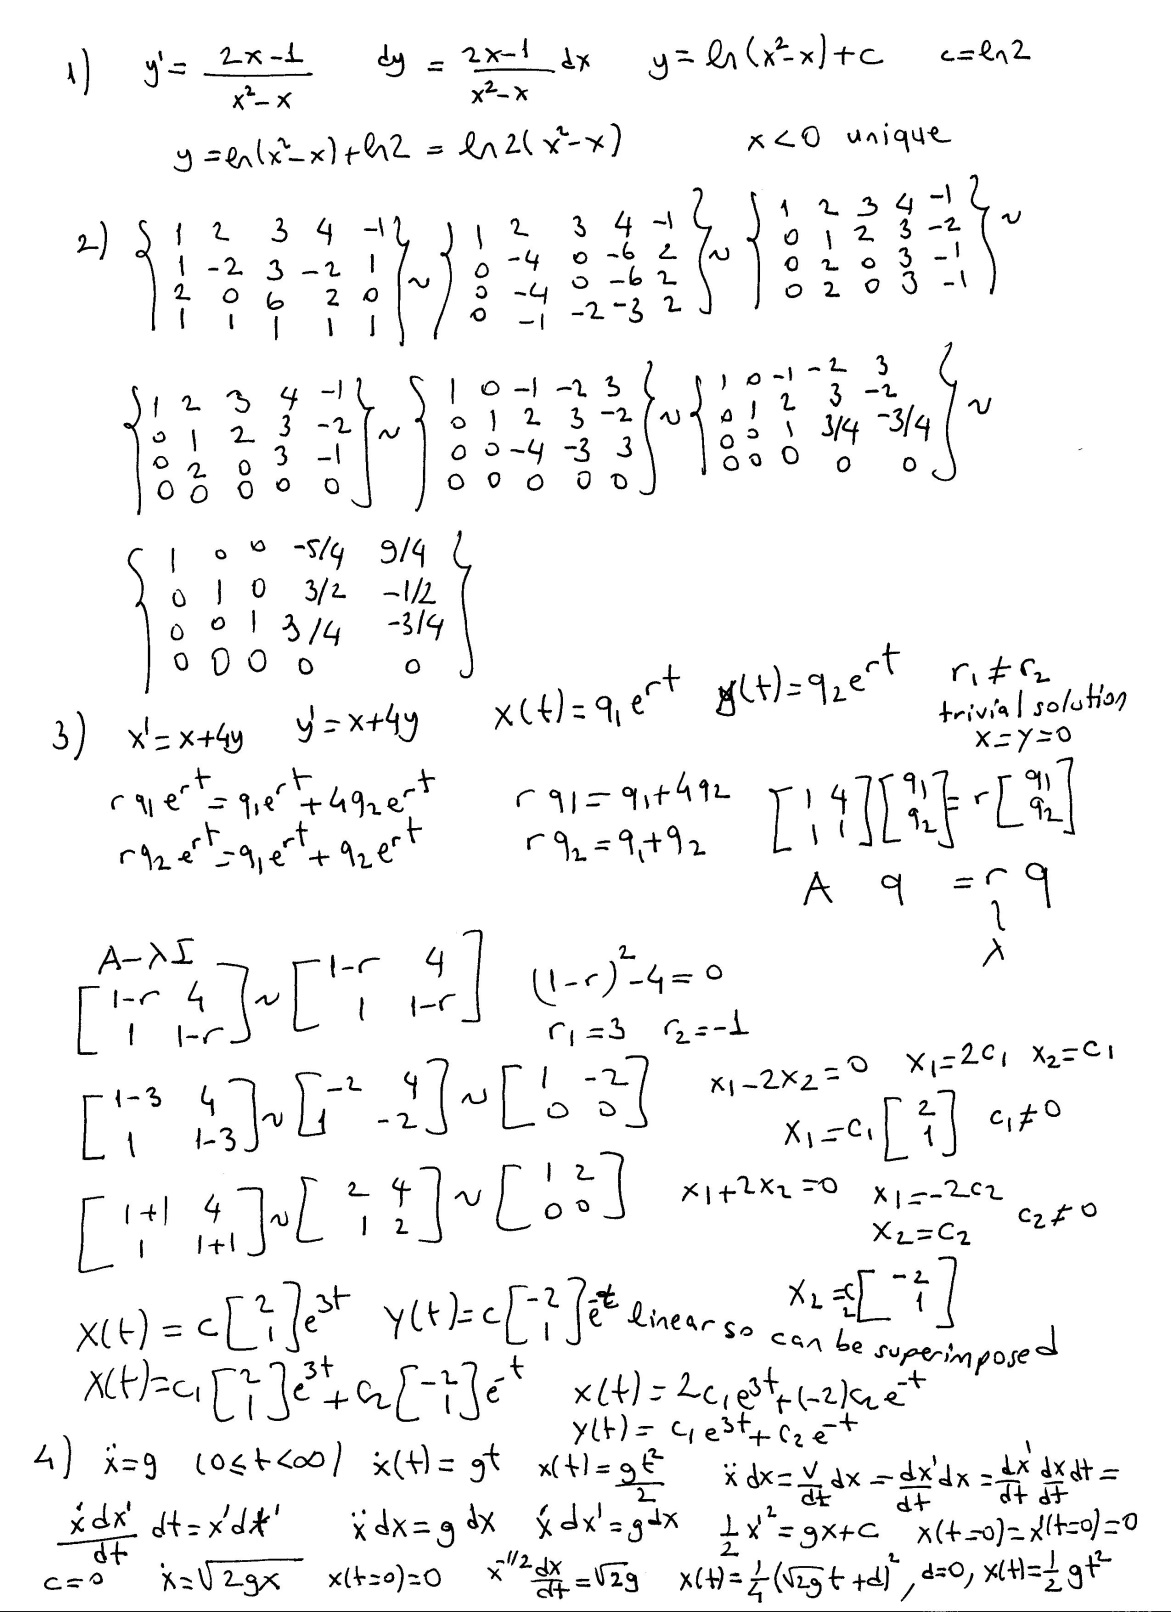 1) y' = (2x-1)/(x²-x) dy = (2x-1)/(x²-x) dx y = ln(x²-x)+c c=ln2
y = ln(x²-x)+ln2 = ln2(x²-x) x<0 unique
2) { 1 2 3 4 -1 } ~ { 1 2 3 4 -1 } ~ { 1 2 3 4 -1 } ~
1 -2 3 -2 1 0 -4 0 -6 2 0 1 2 3 -2
2 0 6 2 0 0 -4 0 -6 2 0 2 0 3 -1
1 1 1 1 1 0 -1 -2 -3 2 0 2 0 3 -1
{ 1 2 3 4 -1 } ~ { 1 0 -1 -2 3 } ~ { 1 0 -1 -2 3 } ~
0 1 2 3 -2 0 1 2 3 -2 0 1 2 3 -2
0 2 0 3 -1 0 0 -4 -3 3 0 0 1 3/4 -3/4
0 0 0 0 0 0 0 0 0 0 0 0 0 0 0
{ 1 0 0 -5/4 9/4 }
0 1 0 3/2 -1/2
0 0 1 3/4 -3/4
0 0 0 0 0
3) x'=x+4y y'=x+4y x(t)=q₁e^rt y(t)=q₂e^rt r₁≠r₂
trivial solution
x=y=0
rq₁e^rt=q₁e^rt+4q₂e^rt rq₁=q₁+4q₂ [1 4; 1 1][q₁; q₂]=r[q₁; q₂]
rq₂e^rt=q₁e^rt+q₂e^rt rq₂=q₁+q₂
A q = r q
λ
A-λI
[1-r 4; 1 1-r] ~ [1-r 4; 1 1-r] (1-r)²-4=0
r₁=3 r₂=-1
[1-3 4; 1 1-3] ~ [-2 4; 1 -2] ~ [1 -2; 0 0] x₁-2x₂=0 x₁=2c₁ x₂=c₁
x₁=c₁[2; 1] c₁≠0
[1+1 4; 1 1+1] ~ [2 4; 1 2] ~ [1 2; 0 0] x₁+2x₂=0 x₁=-2c₂
x₂=c₂ c₂≠0
x₂=c₂[-2; 1]
x(t)=c[2; 1]e^3t y(t)=c[-2; 1]e^-t linear so can be superimposed
x(t)=c₁[2; 1]e^3t+c₂[-2; 1]e^-t x(t)=2c₁e^3t+(-2)c₂e^-t
y(t)=c₁e^3t+c₂e^-t
4) ẍ=g (0≤t<∞) ẋ(t)=gt x(t)=gt²/2 ẍdx=v/dt dx=dx'/dt dx=dx'/dt dx/dt dt=
ẋdx'/dt dt=x'dx' ẍdx=gdx ẋdx'=gdx 1/2 x'²=gx+c x(t=0)=x'(t=0)=0
c=0 ẋ=√2gx x(t=0)=0 x^-1/2 dx/dt=√2g x(t)=1/4(√2g t+d)², d=0, x(t)=1/2 gt²